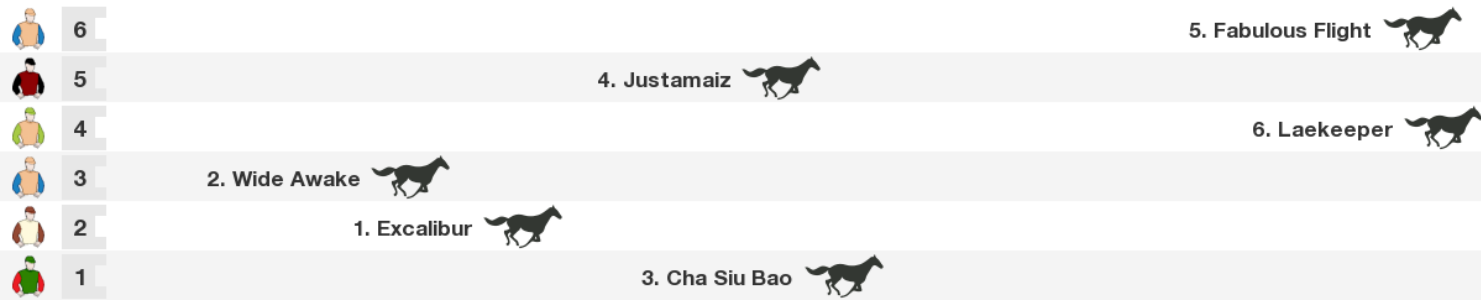 6 5. Fabulous Flight
5 4. Justamaiz
4 6. Laekeeper
3 2. Wide Awake
2 1. Excalibur
1 3. Cha Siu Bao